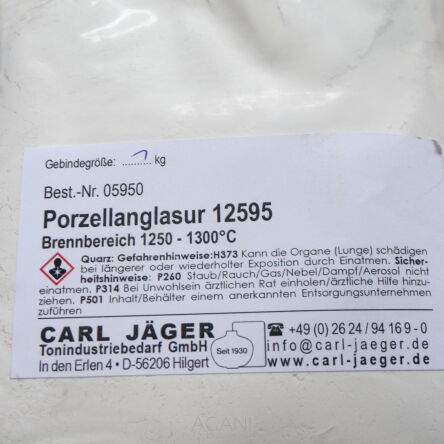 Gebindegröße: .....1.... kg
Best.-Nr. 05950
Porzellanglasur 12595
Brennbereich 1250 - 1300°C
Quarz: Gefahrenhinweise:H373 Kann die Organe (Lunge) schädigen
bei längerer oder wiederholter Exposition durch Einatmen. Sicher-
heitshinweise: P260 Staub/Rauch/Gas/Nebel/Dampf/Aerosol nicht
einatmen. P314 Bei Unwohlsein ärztlichen Rat einholen/ärztliche Hilfe hinzu-
ziehen. P501 Inhalt/Behälter einem anerkannten Entsorgungsunternehmen
zuführen
CARL JÄGER
Tonindustriebedarf GmbH
In den Erlen 4 • D-56206 Hilgert
Seit 1930
☎ +49 (0) 26 24 / 94 16 9 - 0
info@carl-jaeger.de
www.carl-jaeger.de
AGANI